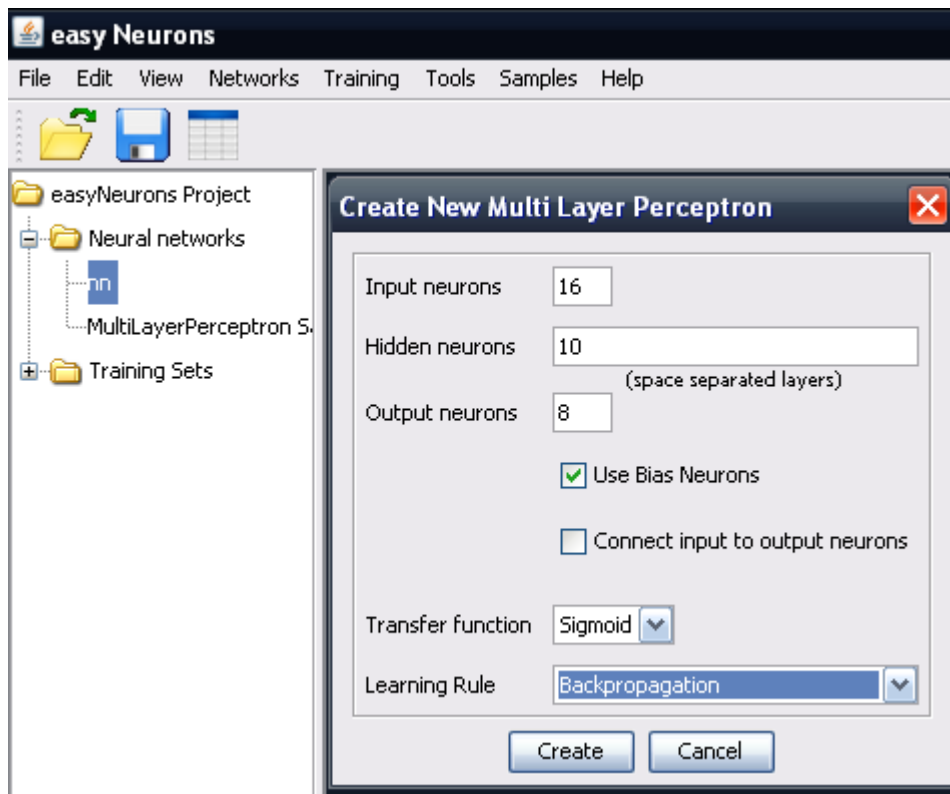 easy Neurons
File Edit View Networks Training Tools Samples Help
easyNeurons Project
Neural networks
nn
MultiLayerPerceptron
Training Sets
Create New Multi Layer Perceptron
Input neurons 16
Hidden neurons 10
(space separated layers)
Output neurons 8
Use Bias Neurons
Connect input to output neurons
Transfer function Sigmoid
Learning Rule Backpropagation
Create Cancel